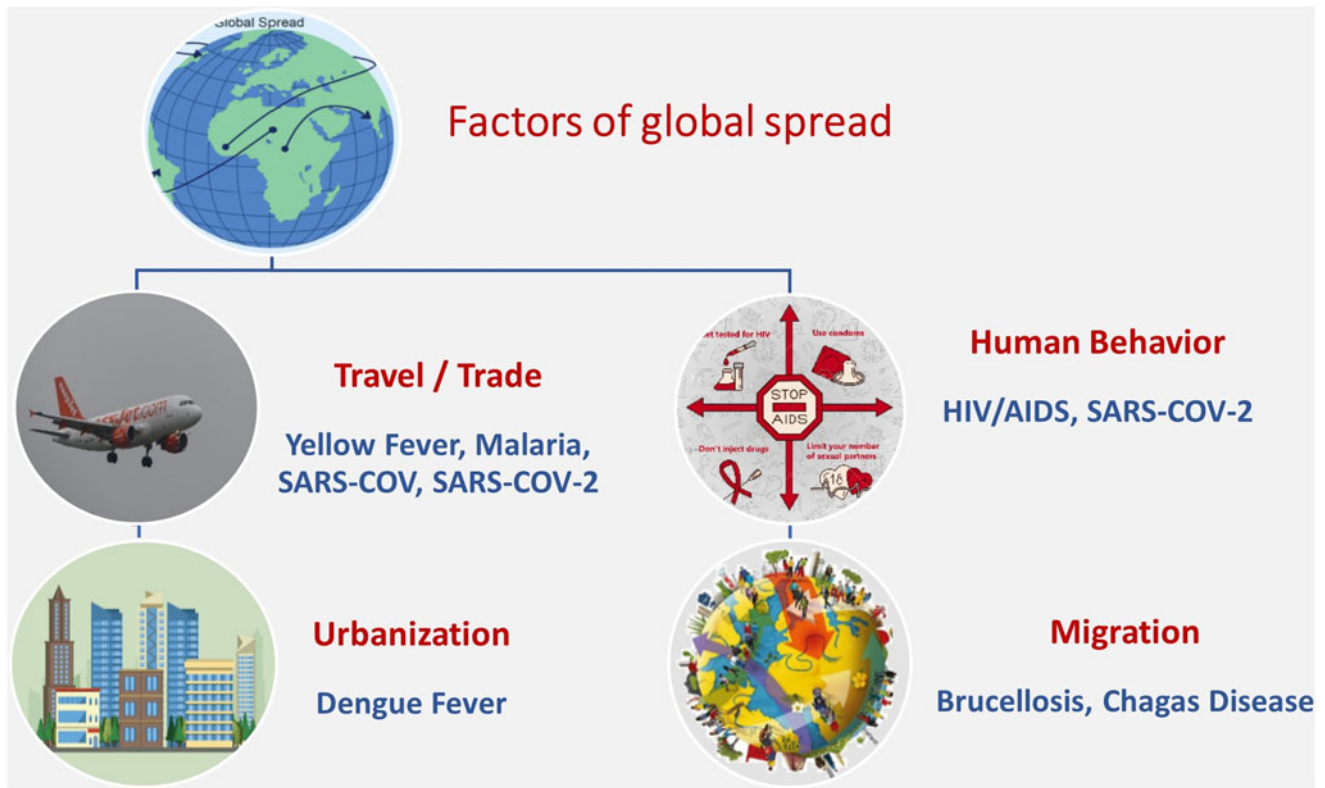 Global Spread
Factors of global spread
Travel / Trade
Yellow Fever, Malaria,
SARS-COV, SARS-COV-2
Human Behavior
HIV/AIDS, SARS-COV-2
tested for HIV
Use condoms
STOP
AIDS
Don't inject drugs
Limit your number
of sexual partners
18
Urbanization
Dengue Fever
Migration
Brucellosis, Chagas Disease